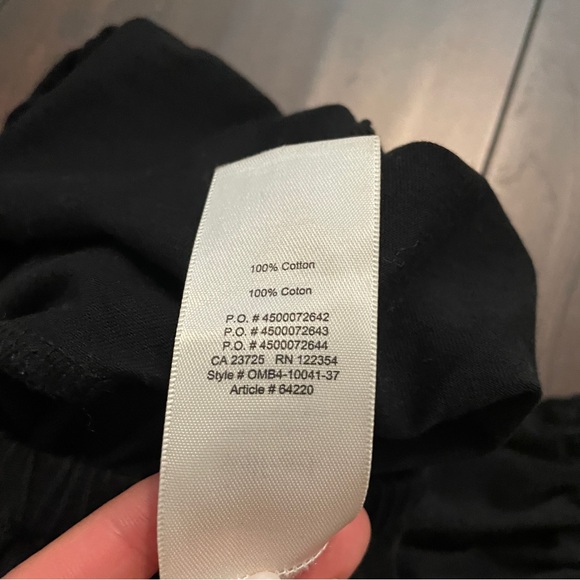 100% Cotton
100% Coton
P.O. # 4500072642
P.O. # 4500072643
P.O. # 4500072644
CA 23725 RN 122354
Style # OMB4-10041-37
Article # 64220